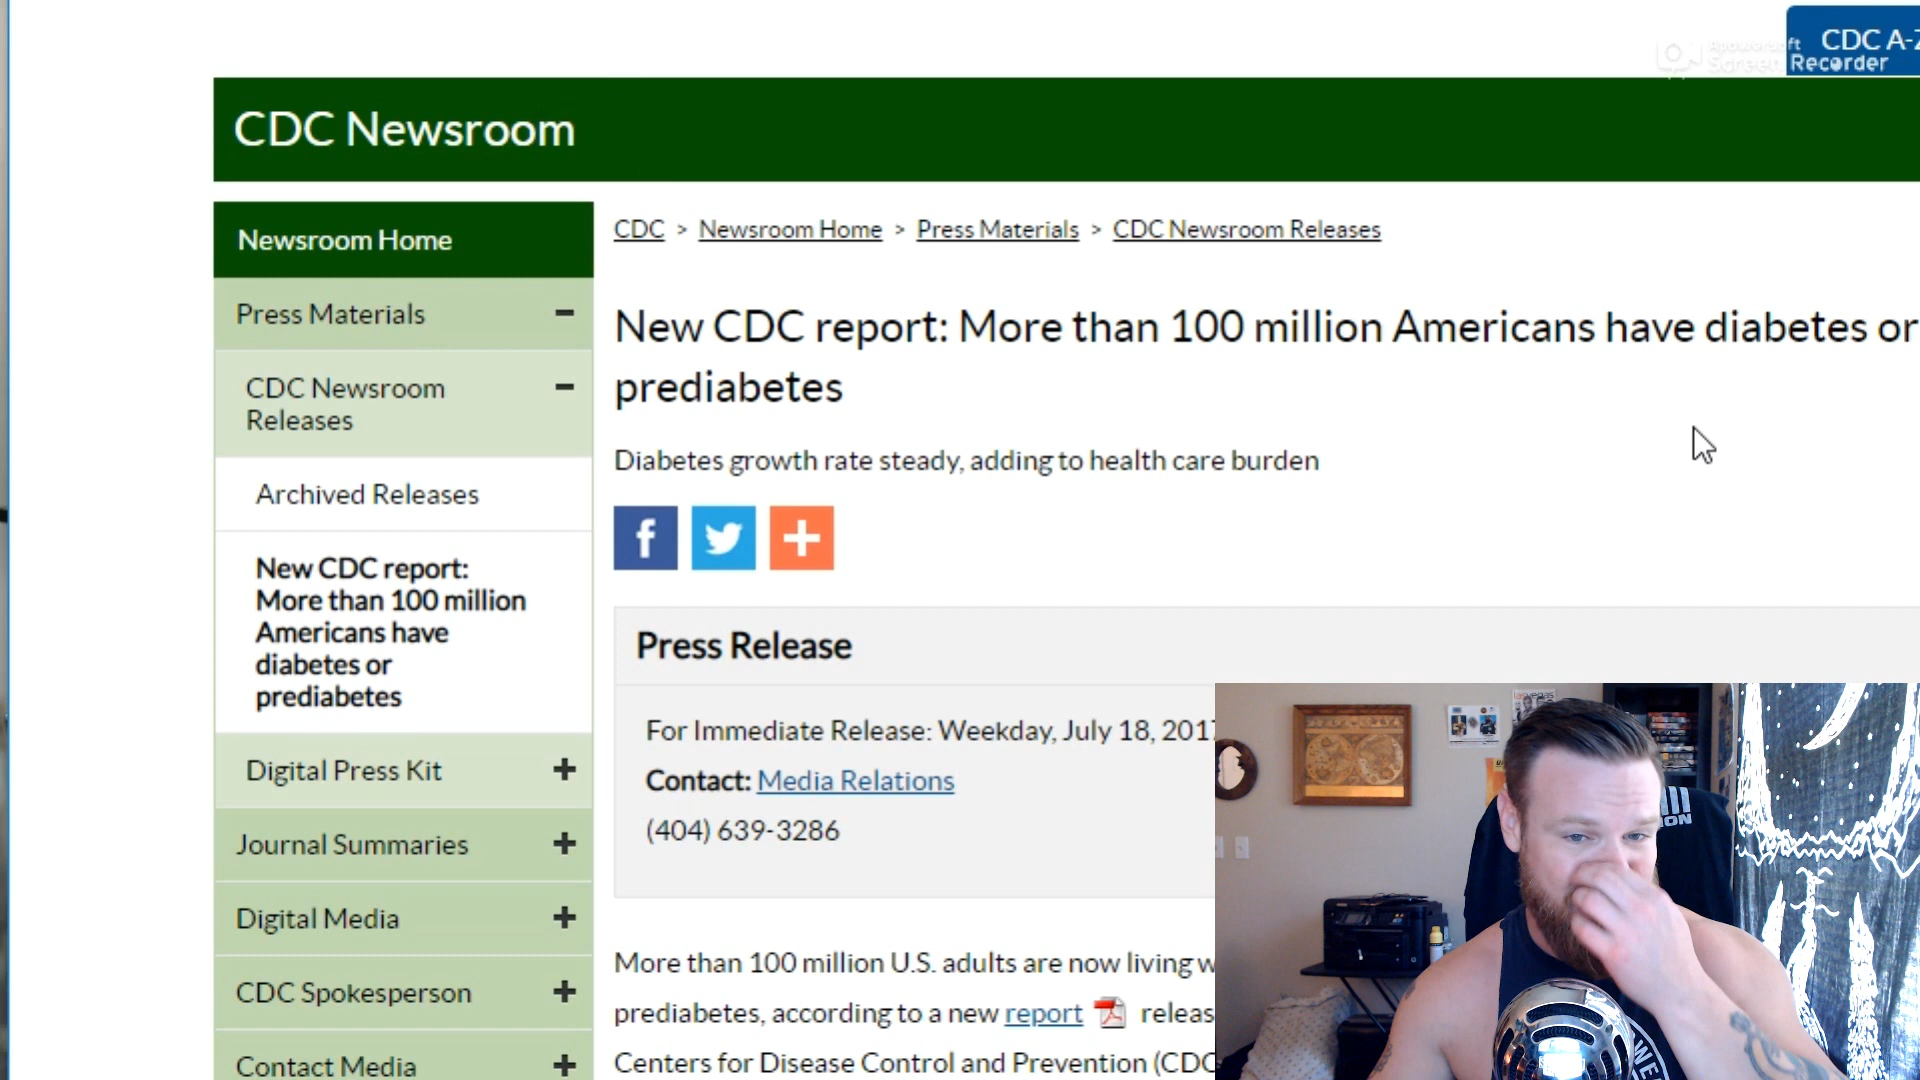 CDC A-Z
Apowersoft
Screen Recorder
CDC Newsroom
Newsroom Home
Press Materials
CDC Newsroom
Releases
Archived Releases
New CDC report:
More than 100 million
Americans have
diabetes or
prediabetes
Digital Press Kit
Journal Summaries
Digital Media
CDC Spokesperson
Contact Media
CDC > Newsroom Home > Press Materials > CDC Newsroom Releases
New CDC report: More than 100 million Americans have diabetes or
prediabetes
Diabetes growth rate steady, adding to health care burden
Press Release
For Immediate Release: Weekday, July 18, 2017
Contact: Media Relations
(404) 639-3286
More than 100 million U.S. adults are now living w
prediabetes, according to a new report releas
Centers for Disease Control and Prevention (CDC